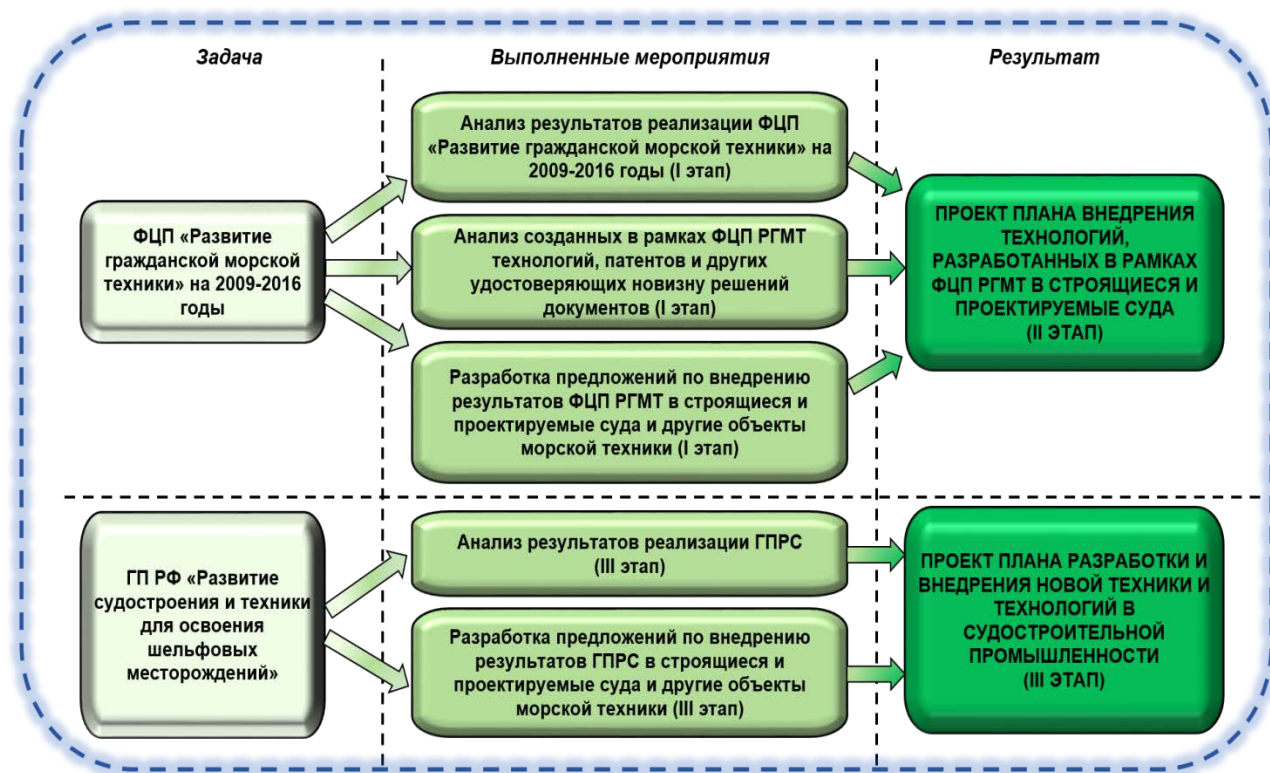 Задача
Выполненные мероприятия
Результат
ФЦП «Развитие
гражданской морской
техники» на 2009-2016
годы
Анализ результатов реализации ФЦП
«Развитие гражданской морской техники» на
2009-2016 годы (I этап)
Анализ созданных в рамках ФЦП РГМТ
технологий, патентов и других
удостоверяющих новизну решений
документов (I этап)
Разработка предложений по внедрению
результатов ФЦП РГМТ в строящиеся и
проектируемые суда и другие объекты
морской техники (I этап)
ПРОЕКТ ПЛАНА ВНЕДРЕНИЯ
ТЕХНОЛОГИЙ,
РАЗРАБОТАННЫХ В РАМКАХ
ФЦП РГМТ В СТРОЯЩИЕСЯ И
ПРОЕКТИРУЕМЫЕ СУДА
(II ЭТАП)
ГП РФ «Развитие
судостроения и техники
для освоения
шельфовых
месторождений»
Анализ результатов реализации ГПРС
(III этап)
Разработка предложений по внедрению
результатов ГПРС в строящиеся и
проектируемые суда и другие объекты
морской техники (III этап)
ПРОЕКТ ПЛАНА РАЗРАБОТКИ И
ВНЕДРЕНИЯ НОВОЙ ТЕХНИКИ И
ТЕХНОЛОГИЙ В
СУДОСТРОИТЕЛЬНОЙ
ПРОМЫШЛЕННОСТИ
(III ЭТАП)